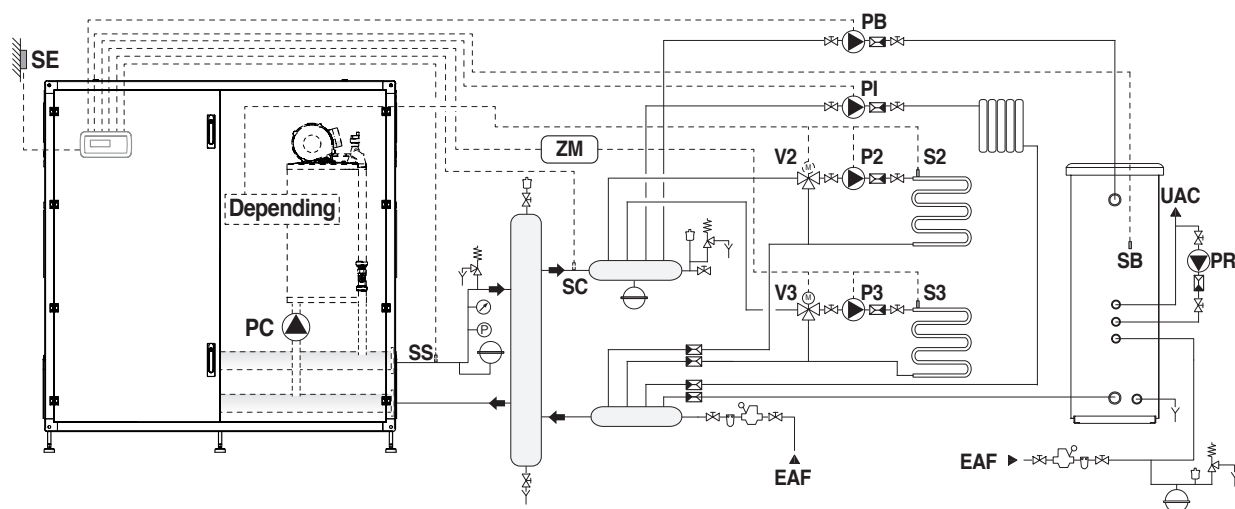 PB
SE
PI
ZM
V2
M
P2
S2
Depending
UAC
SB
PR
SC
V3
M
P3
S3
PC
SS
P
EAF
EAF